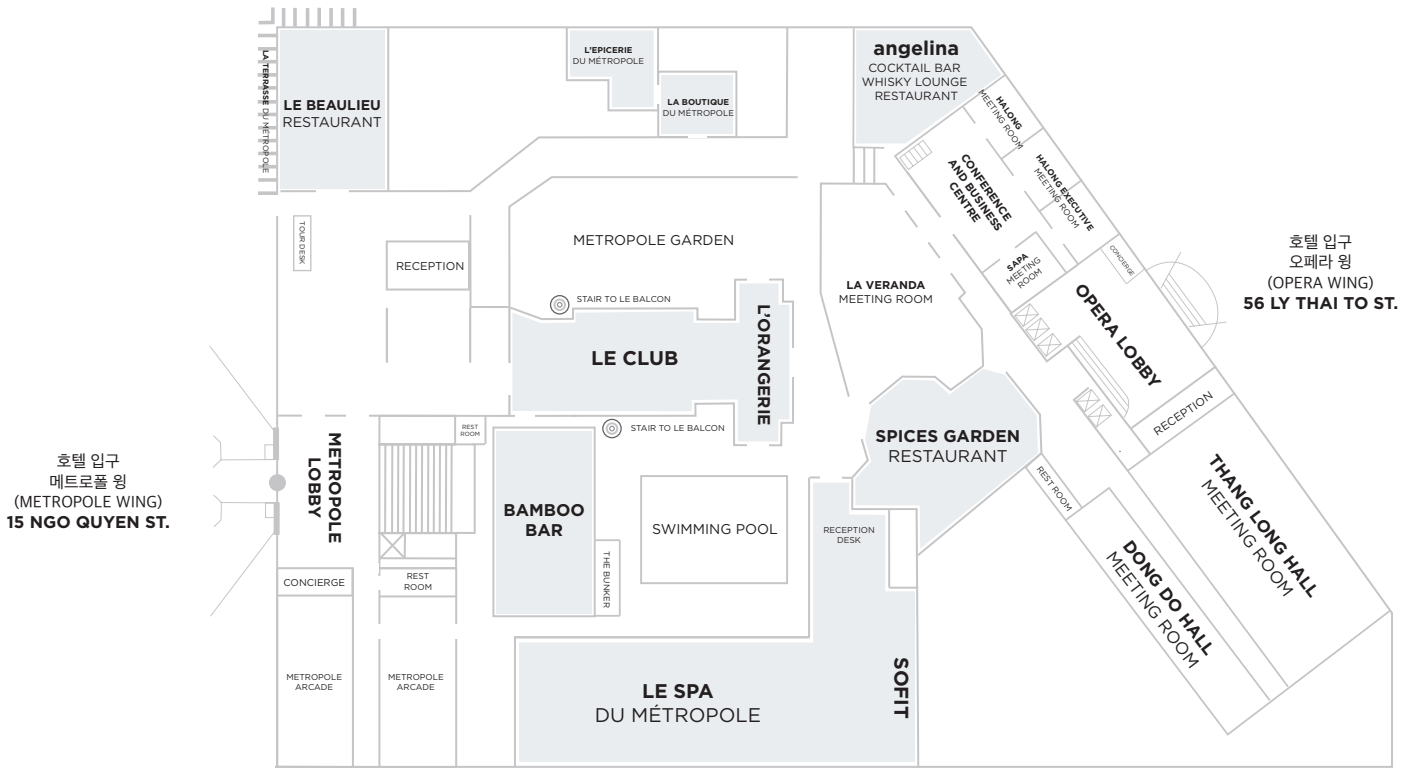 LA TERRASSE DU MÉTROPOLE
LE BEAULIEU
RESTAURANT
L'EPICERIE
DU MÉTROPOLE
LA BOUTIQUE
DU MÉTROPOLE
angelina
COCKTAIL BAR
WHISKY LOUNGE
RESTAURANT
HALONG
MEETING ROOM
HALONG EXECUTIVE
MEETING ROOM
CONFERENCE
AND BUSINESS
CENTRE
SAPA
MEETING
ROOM
CONCIERGE
TOUR DESK
RECEPTION
METROPOLE GARDEN
STAIR TO LE BALCON
LA VERANDA
MEETING ROOM
OPERA LOBBY
호텔 입구
오페라 윙
(OPERA WING)
56 LY THAI TO ST.
LE CLUB
L'ORANGERIE
RECEPTION
REST
ROOM
STAIR TO LE BALCON
SPICES GARDEN
RESTAURANT
METROPOLE
LOBBY
호텔 입구
메트로폴 윙
(METROPOLE WING)
15 NGO QUYEN ST.
BAMBOO
BAR
THE BUNKER
SWIMMING POOL
RECEPTION
DESK
REST ROOM
THANG LONG HALL
MEETING ROOM
DONG DO HALL
MEETING ROOM
CONCIERGE
REST
ROOM
METROPOLE
ARCADE
METROPOLE
ARCADE
LE SPA
DU MÉTROPOLE
SOFIT